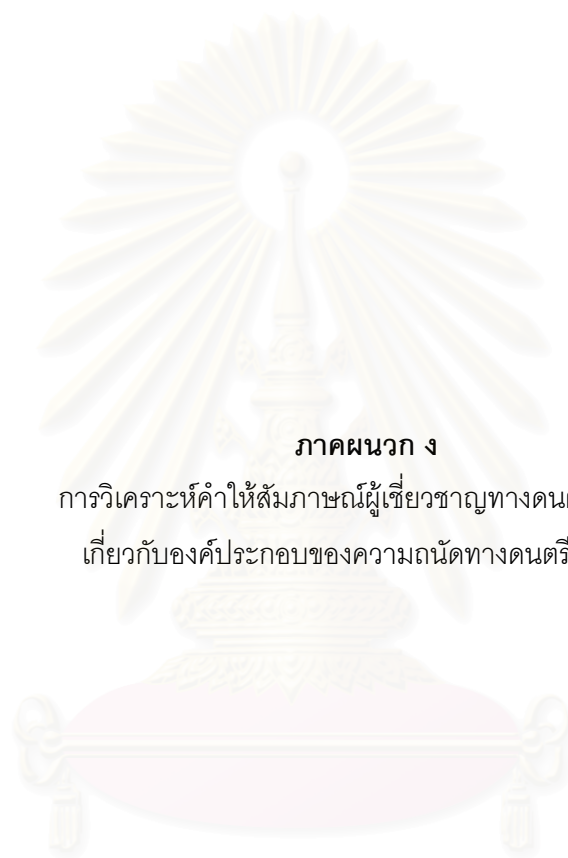 ภาคผนวก ง
การวิเคราะห์คำให้สัมภาษณ์ผู้เชี่ยวชาญทางดน
เกี่ยวกับองค์ประกอบของความถนัดทางดนตรี